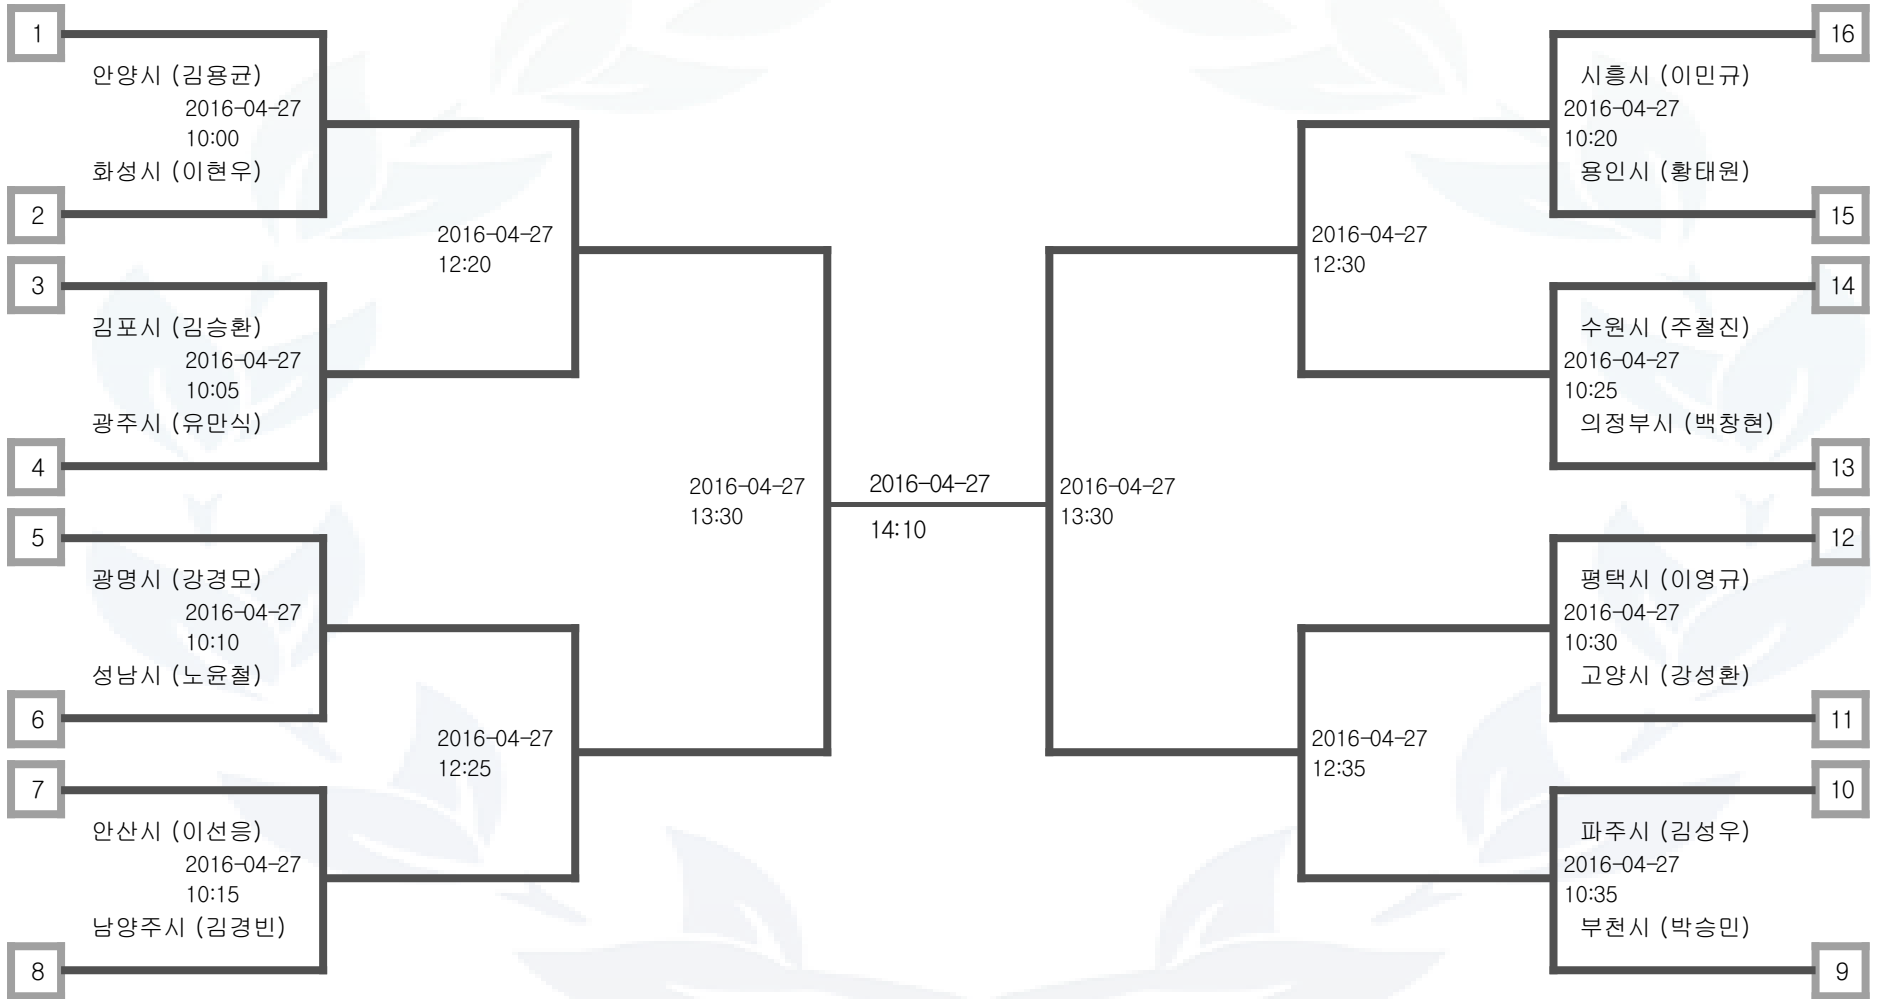 1
안양시 (김용균)
2016-04-27
10:00
화성시 (이현우)
2
3
김포시 (김승환)
2016-04-27
10:05
광주시 (유만식)
4
5
광명시 (강경모)
2016-04-27
10:10
성남시 (노윤철)
6
7
안산시 (이선응)
2016-04-27
10:15
남양주시 (김경빈)
8
2016-04-27
12:20
2016-04-27
12:25
2016-04-27
13:30
2016-04-27
14:10
2016-04-27
13:30
2016-04-27
12:30
2016-04-27
12:35
16
시흥시 (이민규)
2016-04-27
10:20
용인시 (황태원)
15
14
수원시 (주철진)
2016-04-27
10:25
의정부시 (백창현)
13
12
평택시 (이영규)
2016-04-27
10:30
고양시 (강성환)
11
10
파주시 (김성우)
2016-04-27
10:35
부천시 (박승민)
9